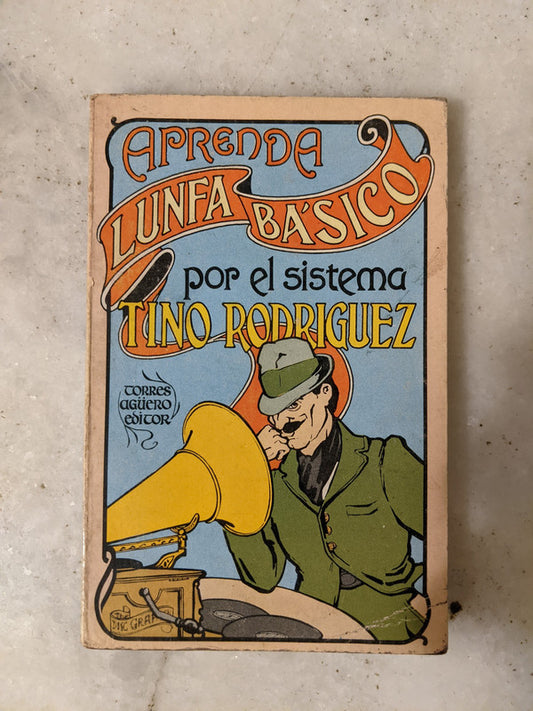 APRENDA
LUNFA BÁSICO
por el sistema
TINO RODRIGUEZ
TORRES
AGÜERO
EDITOR